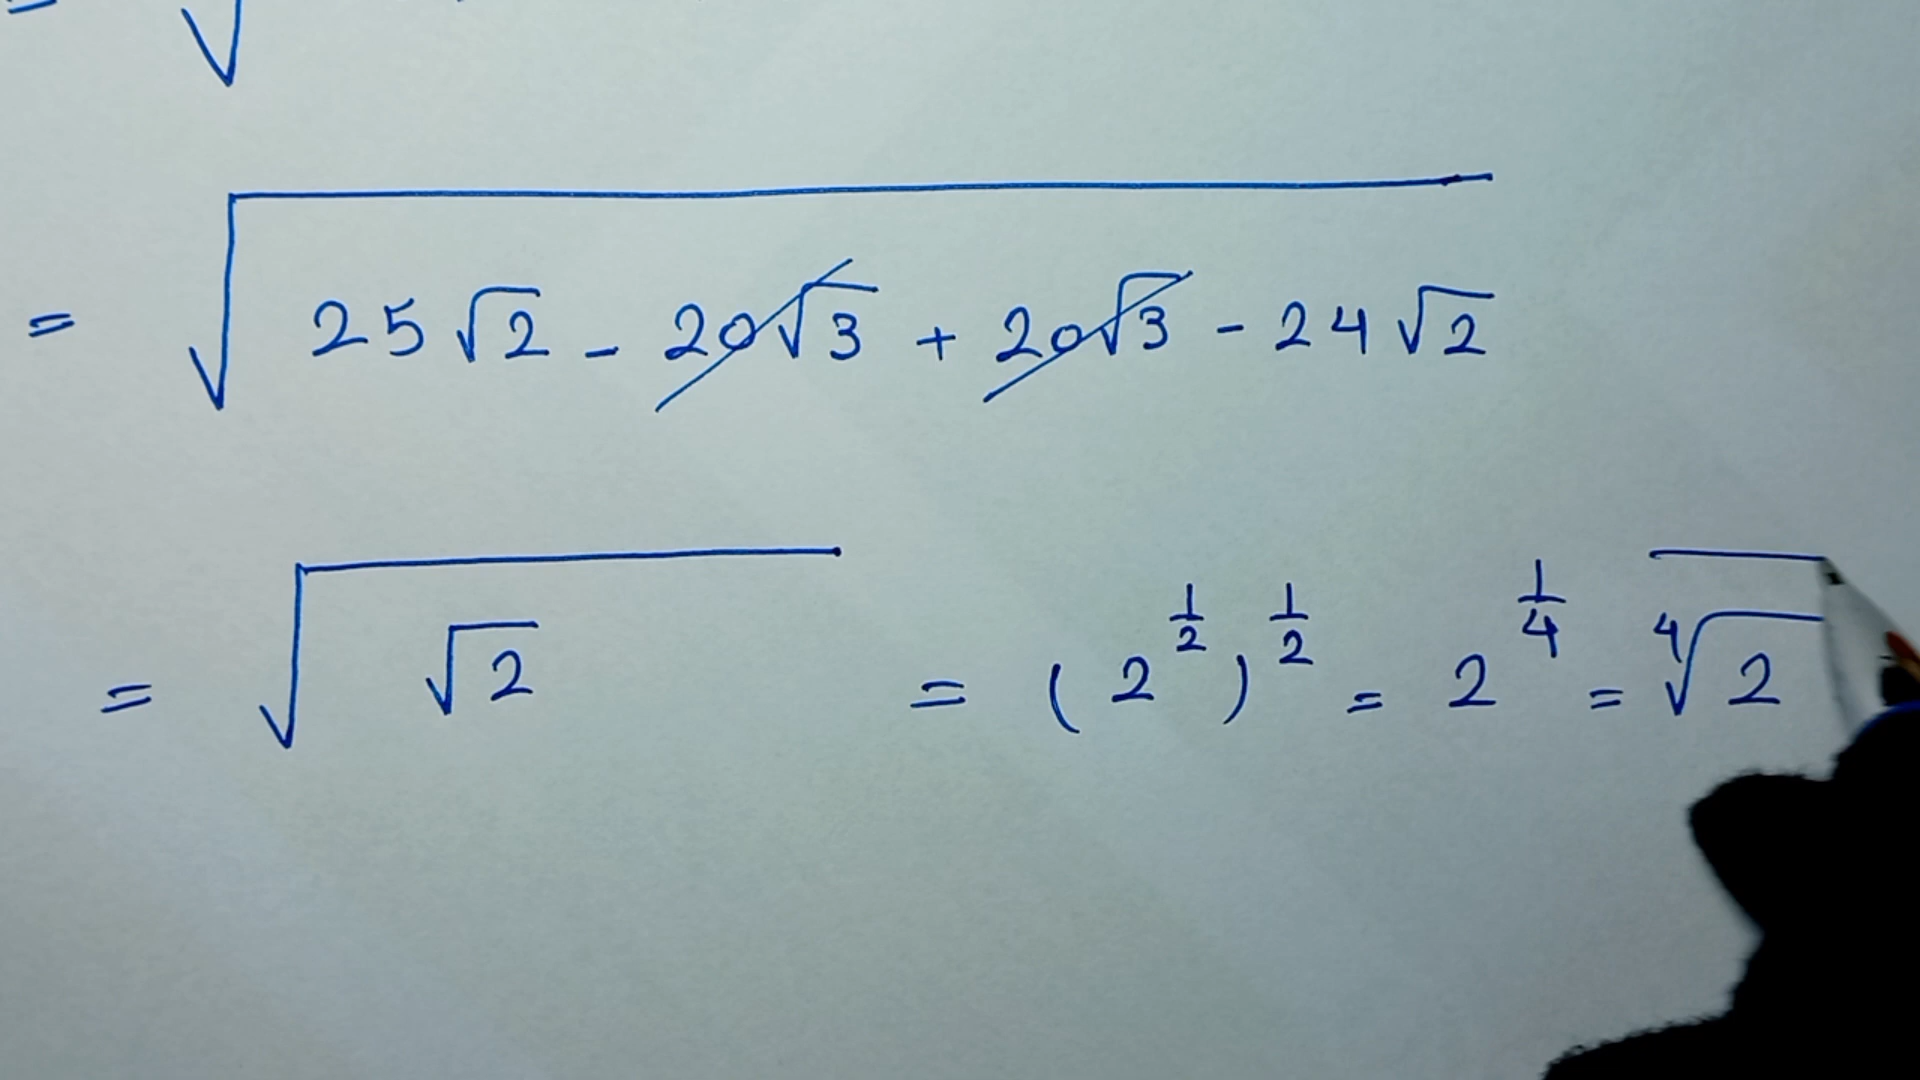 = √
= √(25√2 - 20√3 + 20√3 - 24√2)
= √(√2) = (2^(1/2))^(1/2) = 2^(1/4) = ⁴√2